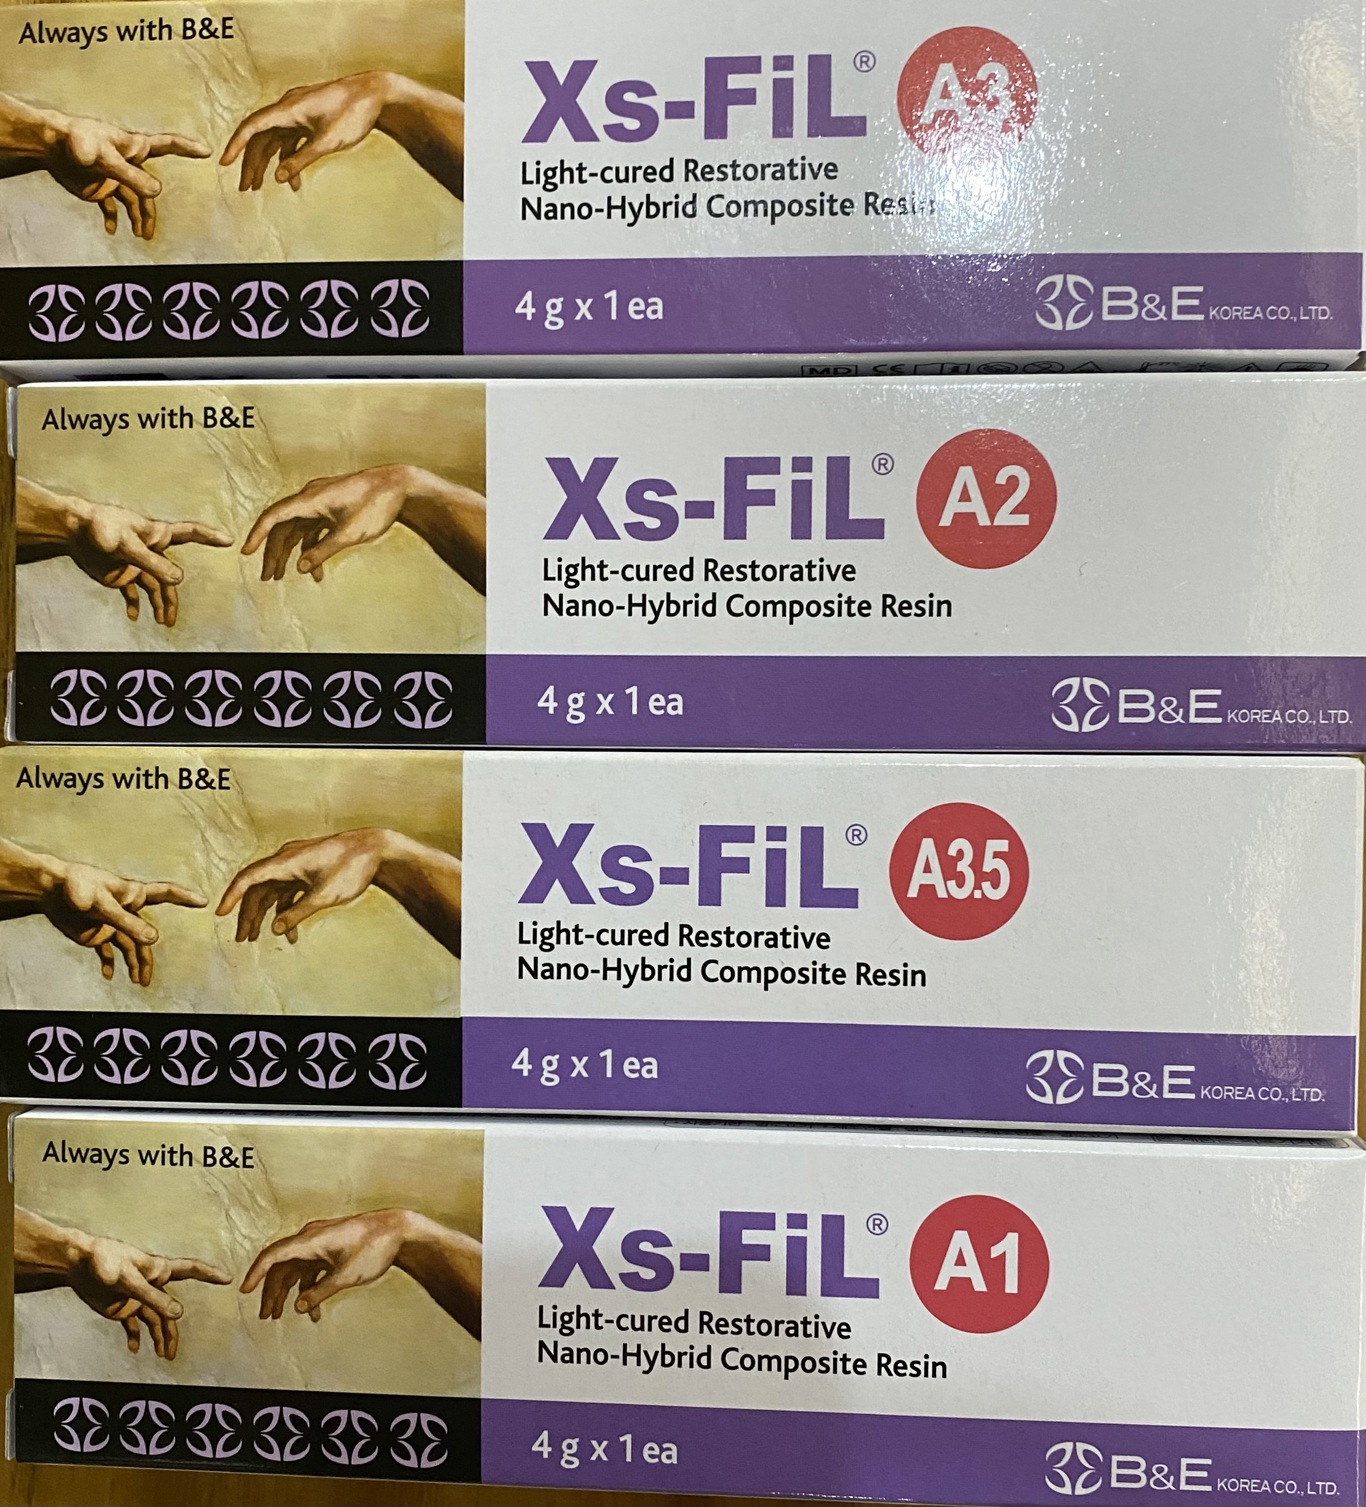 Always with B&E
Xs-FiL® A3
Light-cured Restorative
Nano-Hybrid Composite Resin
4 g x 1 ea
B&E KOREA CO., LTD.
MD CE
Always with B&E
Xs-FiL® A2
Light-cured Restorative
Nano-Hybrid Composite Resin
4 g x 1 ea
B&E KOREA CO., LTD.
Always with B&E
Xs-FiL® A3.5
Light-cured Restorative
Nano-Hybrid Composite Resin
4 g x 1 ea
B&E KOREA CO., LTD.
Always with B&E
Xs-FiL® A1
Light-cured Restorative
Nano-Hybrid Composite Resin
4 g x 1 ea
B&E KOREA CO., LTD.